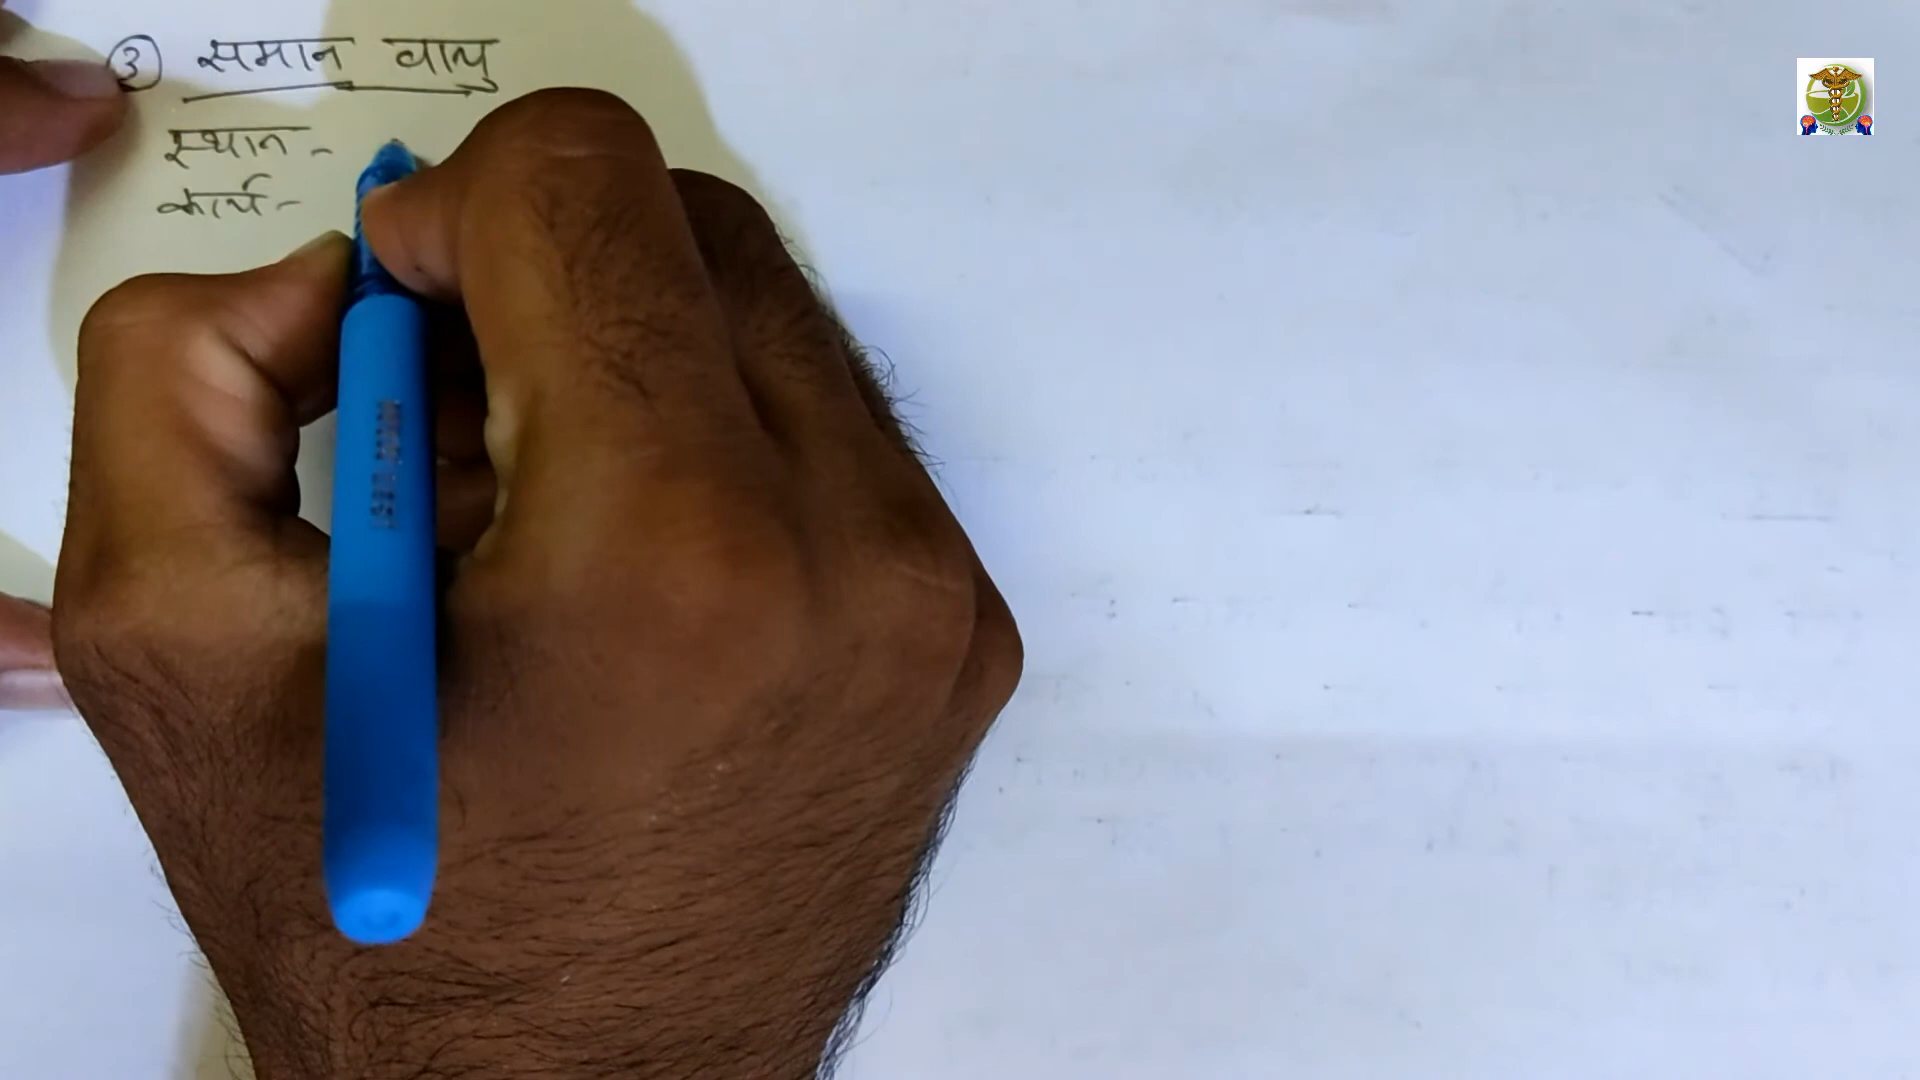 ③ समान वायु
स्थान -
कार्य -